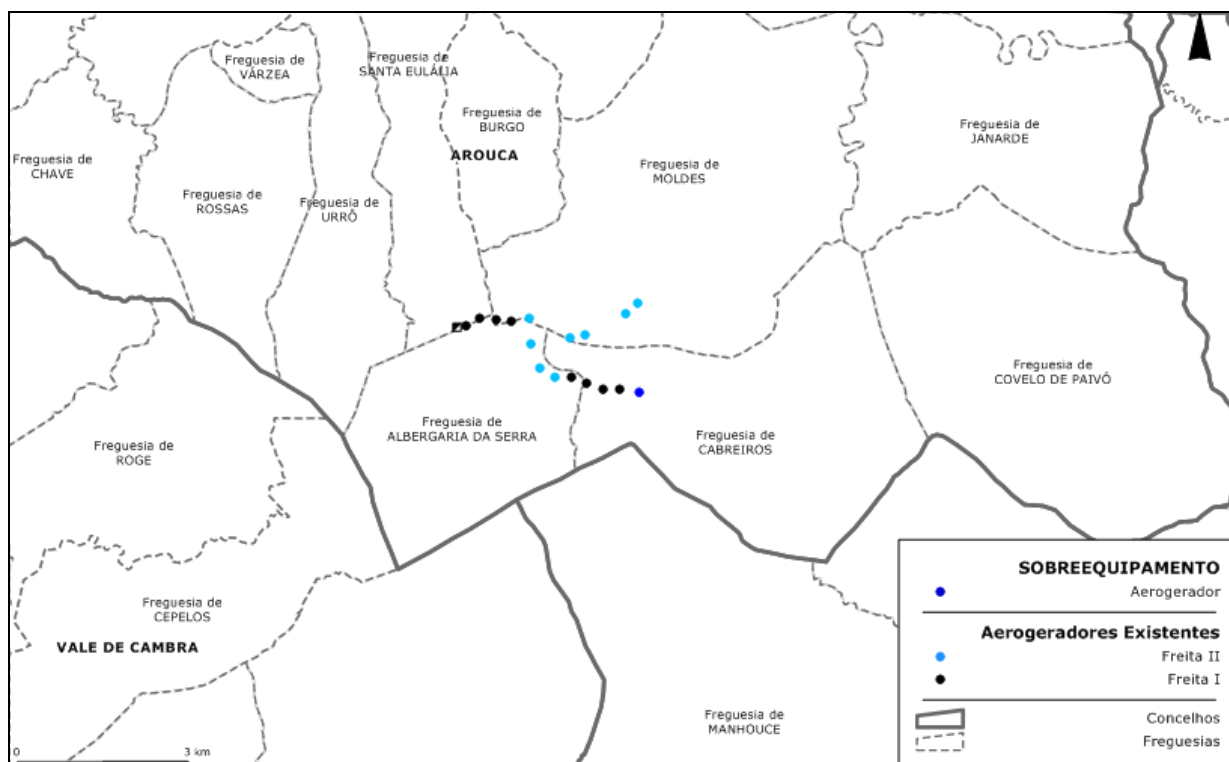 Freguesia de
VÁRZEA
Freguesia de
SANTA EULÁLIA
Freguesia de
BURGO
AROUCA
Freguesia de
JANARDE
Freguesia de
CHAVE
Freguesia de
MOLDES
Freguesia de
ROSSAS
Freguesia de
URRÔ
Freguesia de
COVELO DE PAIVÓ
Freguesia de
ALBERGARIA DA SERRA
Freguesia de
CABREIROS
Freguesia de
ROGE
Freguesia de
CEPELOS
VALE DE CAMBRA
Freguesia de
MANHOUCE
0 3 km
SOBREEQUIPAMENTO
Aerogerador
Aerogeradores Existentes
Freita II
Freita I
Concelhos
Freguesias